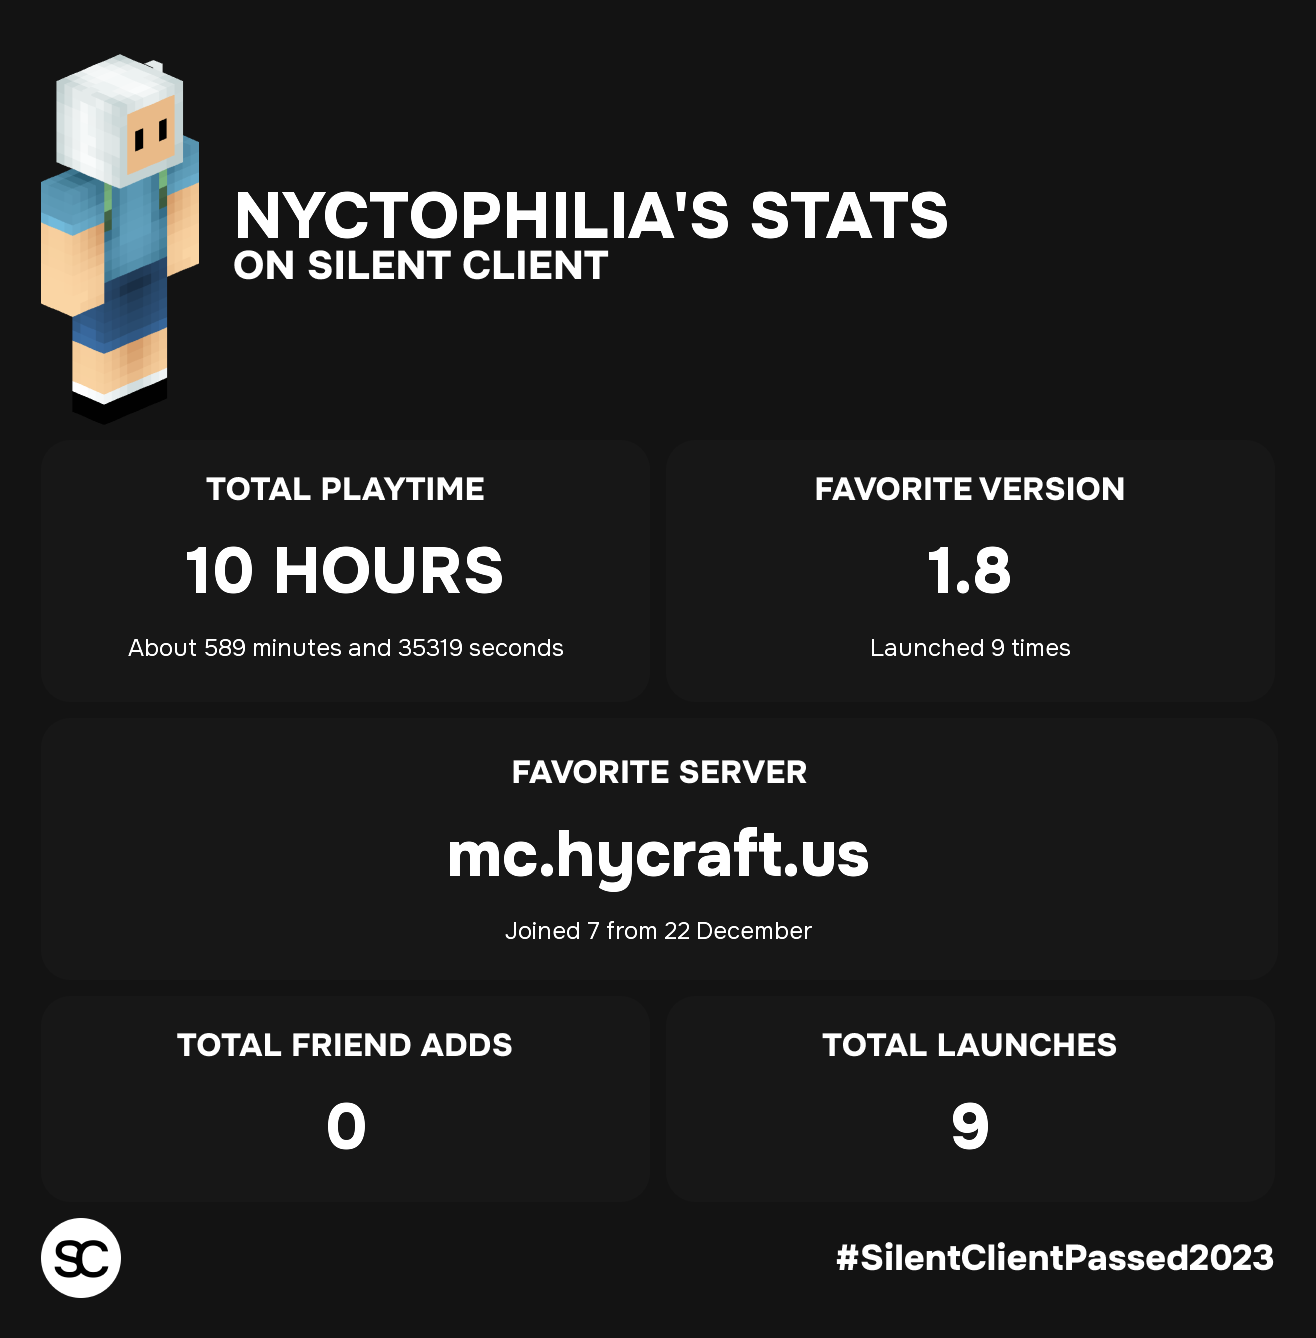 NYCTOPHILIA'S STATS
ON SILENT CLIENT
TOTAL PLAYTIME
10 HOURS
About 589 minutes and 35319 seconds
FAVORITE VERSION
1.8
Launched 9 times
FAVORITE SERVER
mc.hycraft.us
Joined 7 from 22 December
TOTAL FRIEND ADDS
0
TOTAL LAUNCHES
9
SC
#SilentClientPassed2023